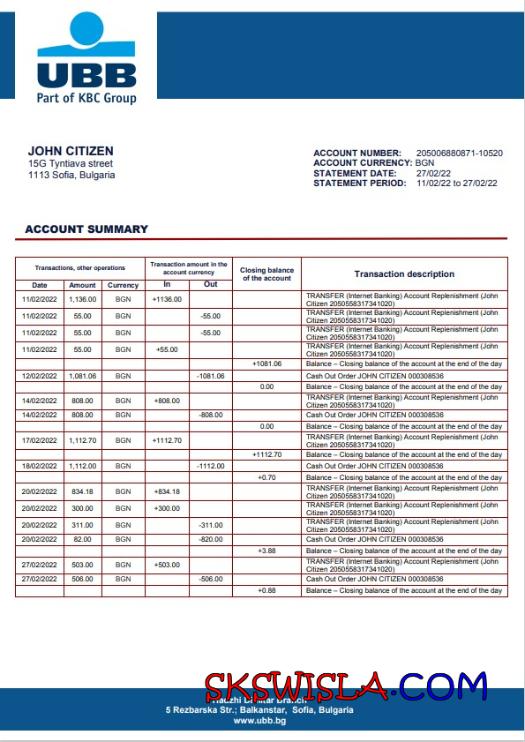 UBB
Part of KBC Group
JOHN CITIZEN
15G Tyntiava street
1113 Sofia, Bulgaria
ACCOUNT NUMBER: 205006880871-10520
ACCOUNT CURRENCY: BGN
STATEMENT DATE: 27/02/22
STATEMENT PERIOD: 11/02/22 to 27/02/22
ACCOUNT SUMMARY
Transactions, other operations
Transaction amount in the
account currency
Closing balance
of the account
Transaction description
Date Amount Currency In Out
11/02/2022 1,136.00 BGN +1136.00 TRANSFER (Internet Banking) Account Replenishment (John
Citizen 2050558317341020)
11/02/2022 55.00 BGN -55.00 TRANSFER (Internet Banking) Account Replenishment (John
Citizen 2050558317341020)
11/02/2022 55.00 BGN -55.00 TRANSFER (Internet Banking) Account Replenishment (John
Citizen 2050558317341020)
11/02/2022 55.00 BGN +55.00 TRANSFER (Internet Banking) Account Replenishment (John
Citizen 2050558317341020)
+1081.06 Balance – Closing balance of the account at the end of the day
12/02/2022 1,081.06 BGN -1081.06 Cash Out Order JOHN CITIZEN 000308536
0.00 Balance – Closing balance of the account at the end of the day
14/02/2022 808.00 BGN +808.00 TRANSFER (Internet Banking) Account Replenishment (John
Citizen 2050558317341020)
14/02/2022 808.00 BGN -808.00 Cash Out Order JOHN CITIZEN 000308536
0.00 Balance – Closing balance of the account at the end of the day
17/02/2022 1,112.70 BGN +1112.70 TRANSFER (Internet Banking) Account Replenishment (John
Citizen 2050558317341020)
+1112.70 Balance – Closing balance of the account at the end of the day
18/02/2022 1,112.00 BGN -1112.00 Cash Out Order JOHN CITIZEN 000308536
+0.70 Balance – Closing balance of the account at the end of the day
20/02/2022 834.18 BGN +834.18 TRANSFER (Internet Banking) Account Replenishment (John
Citizen 2050558317341020)
20/02/2022 300.00 BGN +300.00 TRANSFER (Internet Banking) Account Replenishment (John
Citizen 2050558317341020)
20/02/2022 311.00 BGN -311.00 TRANSFER (Internet Banking) Account Replenishment (John
Citizen 2050558317341020)
20/02/2022 82.00 BGN -820.00 Cash Out Order JOHN CITIZEN 000308536
+3.88 Balance – Closing balance of the account at the end of the day
27/02/2022 503.00 BGN +503.00 TRANSFER (Internet Banking) Account Replenishment (John
Citizen 2050558317341020)
27/02/2022 506.00 BGN -506.00 Cash Out Order JOHN CITIZEN 000308536
+0.88 Balance – Closing balance of the account at the end of the day
SKSWISLA.COM
5 Rezbarska Str.; Balkanstar, Sofia, Bulgaria
www.ubb.bg